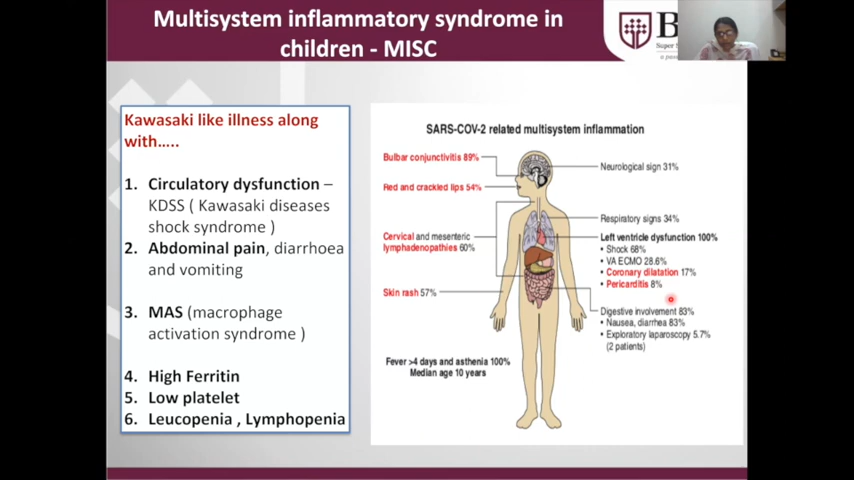 Multisystem inflammatory syndrome in
children - MISC
B
Super S
a pas
Kawasaki like illness along
with…..
1. Circulatory dysfunction –
KDSS ( Kawasaki diseases
shock syndrome )
2. Abdominal pain, diarrhoea
and vomiting
3. MAS (macrophage
activation syndrome )
4. High Ferritin
5. Low platelet
6. Leucopenia , Lymphopenia
SARS-COV-2 related multisystem inflammation
Bulbar conjunctivitis 89%
Red and crackled lips 54%
Cervical and mesenteric
lymphadenopathies 60%
Skin rash 57%
Fever >4 days and asthenia 100%
Median age 10 years
Neurological sign 31%
Respiratory signs 34%
Left ventricle dysfunction 100%
• Shock 68%
• VA ECMO 28.6%
• Coronary dilatation 17%
• Pericarditis 8%
Digestive involvement 83%
• Nausea, diarrhea 83%
• Exploratory laparoscopy 5.7%
(2 patients)